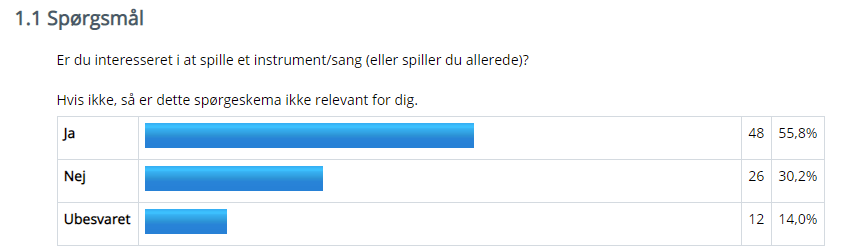 1.1 Spørgsmål
Er du interesseret i at spille et instrument/sang (eller spiller du allerede)?
Hvis ikke, så er dette spørgeskema ikke relevant for dig.
Ja 48 55,8%
Nej 26 30,2%
Ubesvaret 12 14,0%